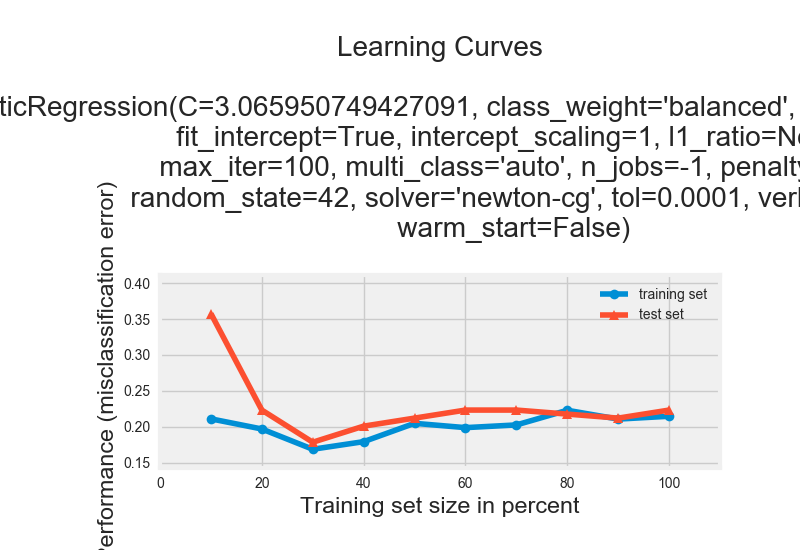 Learning Curves
ticRegression(C=3.065950749427091, class_weight='balanced',
fit_intercept=True, intercept_scaling=1, l1_ratio=No
max_iter=100, multi_class='auto', n_jobs=-1, penalty
random_state=42, solver='newton-cg', tol=0.0001, verb
warm_start=False)
Performance (misclassification error)
0.40
0.35
0.30
0.25
0.20
0.15
training set
test set
0 20 40 60 80 100
Training set size in percent